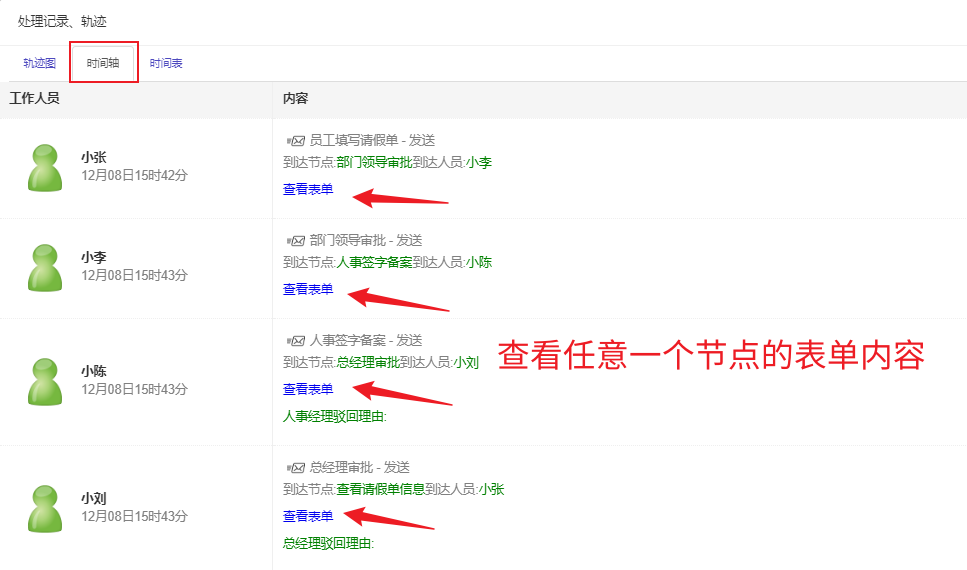 处理记录、轨迹
轨迹图 时间轴 时间表
工作人员 内容
员工填写请假单 - 发送
小张 到达节点:部门领导审批到达人员:小李
12月08日15时42分
查看表单
部门领导审批 - 发送
小李 到达节点:人事签字备案到达人员:小陈
12月08日15时43分
查看表单
人事签字备案 - 发送
到达节点:总经理审批到达人员:小刘
查看任意一个节点的表单内容
小陈
12月08日15时43分 查看表单
人事经理驳回理由:
总经理审批 - 发送
小刘 到达节点:查看请假单信息到达人员:小张
12月08日15时43分 查看表单
总经理驳回理由: